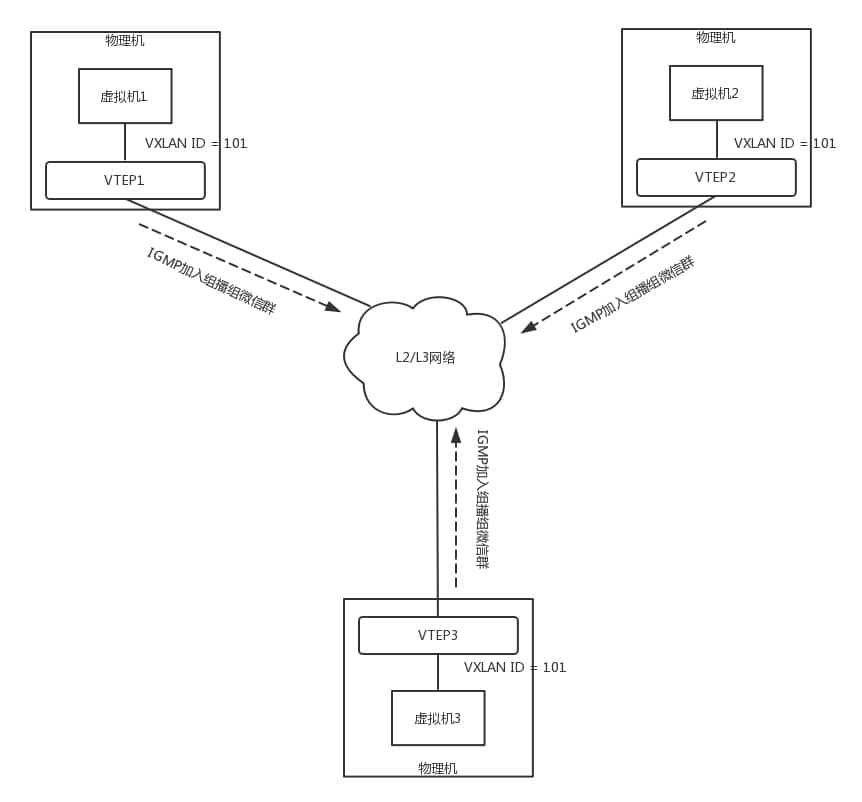 物理机
虚拟机1
VXLAN ID = 101
VTEP1
IGMP加入组播组微信群
物理机
虚拟机2
VXLAN ID = 101
VTEP2
IGMP加入组播组微信群
L2/L3网络
IGMP加入组播组微信群
VTEP3
VXLAN ID = 101
虚拟机3
物理机